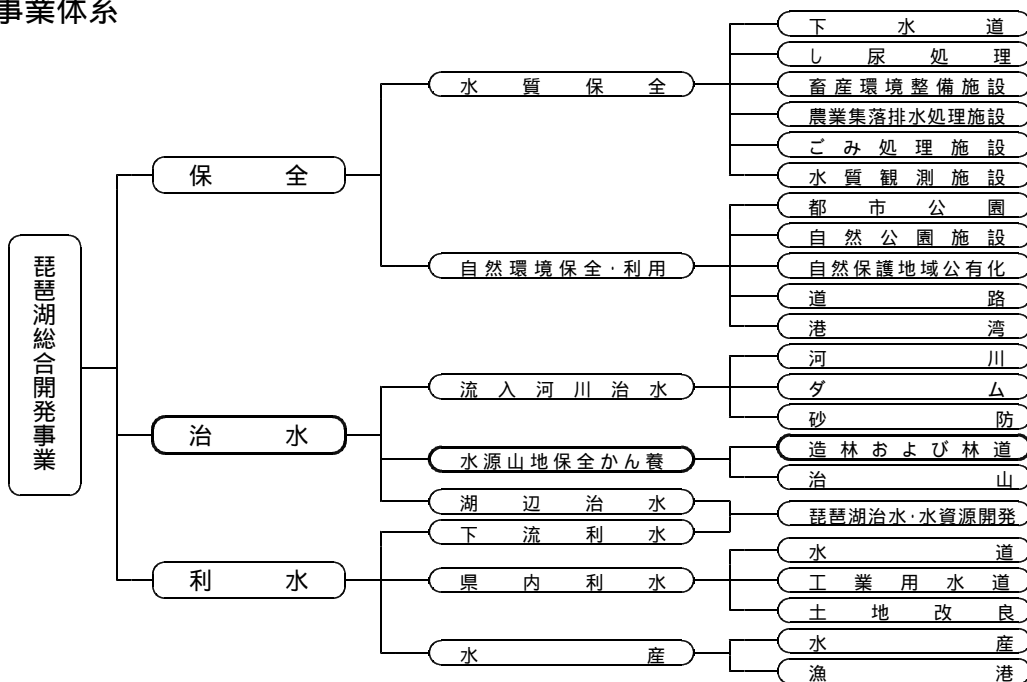 事業体系
琵琶湖総合開発事業
保全
水質保全
下水道
し尿処理
畜産環境整備施設
農業集落排水処理施設
ごみ処理施設
水質観測施設
自然環境保全・利用
都市公園
自然公園施設
自然保護地域公有化
道路
港湾
治水
流入河川治水
河川
ダム
砂防
水源山地保全かん養
造林および林道
治山
湖辺治水
琵琶湖治水・水資源開発
利水
下流利水
県内利水
水道
工業用水道
土地改良
水産
水産
漁港